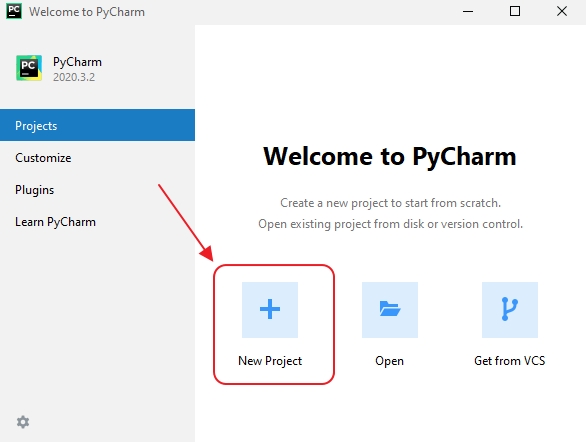 PC Welcome to PyCharm
PC PyCharm
2020.3.2
Projects
Customize
Plugins
Learn PyCharm
Welcome to PyCharm
Create a new project to start from scratch.
Open existing project from disk or version control.
New Project
Open
Get from VCS